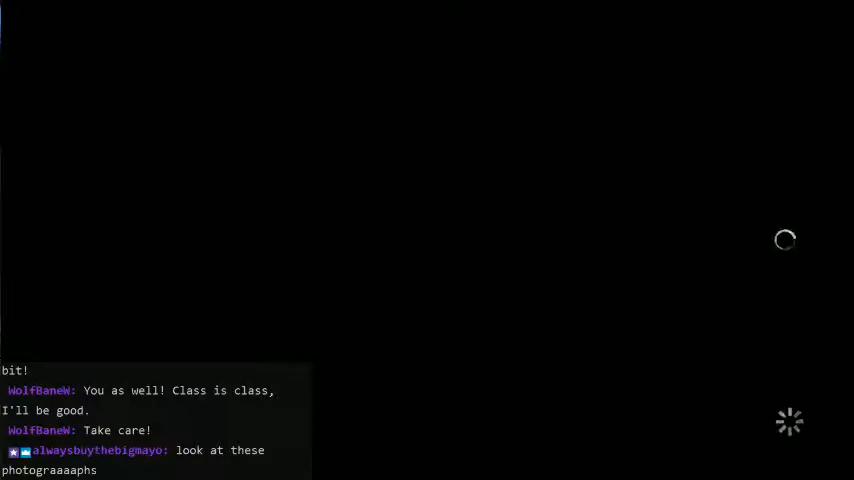 bit!
WolfBaneW: You as well! Class is class,
I'll be good.
WolfBaneW: Take care!
alwaysbuythebigmayo: look at these
photograaaaphs